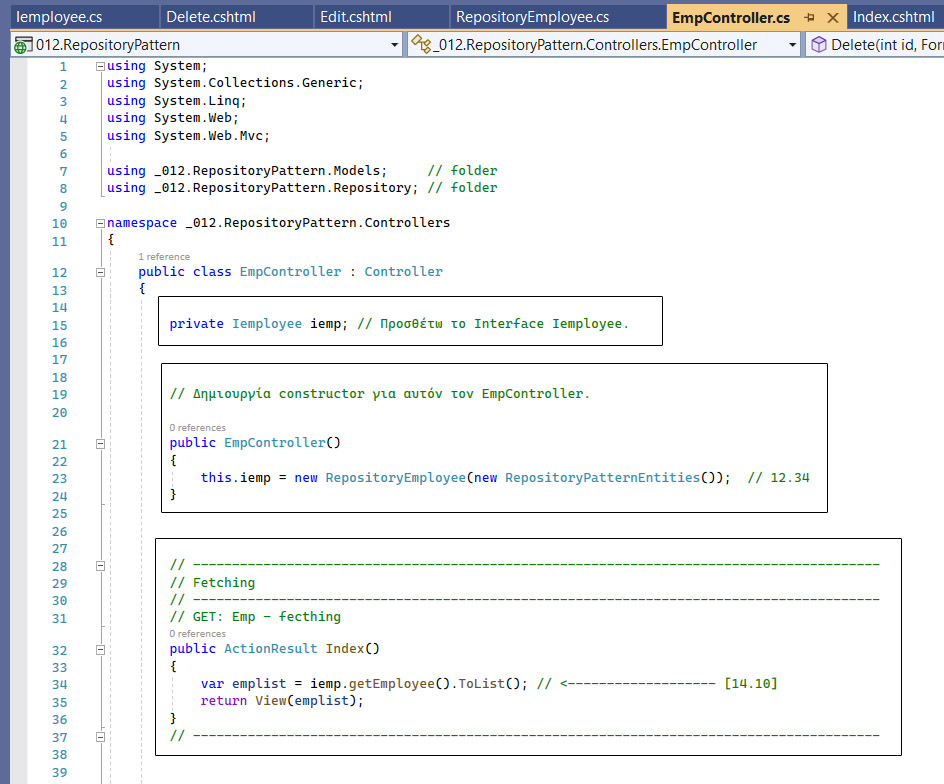 Iemployee.cs Delete.cshtml Edit.cshtml RepositoryEmployee.cs EmpController.cs Index.cshtml
012.RepositoryPattern _012.RepositoryPattern.Controllers.EmpController Delete(int id, For
1 using System;
2 using System.Collections.Generic;
3 using System.Linq;
4 using System.Web;
5 using System.Web.Mvc;
6
7 using _012.RepositoryPattern.Models; // folder
8 using _012.RepositoryPattern.Repository; // folder
9
10 namespace _012.RepositoryPattern.Controllers
11 {
1 reference
12 public class EmpController : Controller
13 {
14
15 private Iemployee iemp; // Προσθέτω το Interface Iemployee.
16
17
18
19 // Δημιουργία constructor για αυτόν τον EmpController.
20
0 references
21 public EmpController()
22 {
23 this.iemp = new RepositoryEmployee(new RepositoryPatternEntities()); // 12.34
24 }
25
26
27
28 // ----------------------------------------------------------------------------------------
29 // Fetching
30 // ----------------------------------------------------------------------------------------
31 // GET: Emp - fecthing
0 references
32 public ActionResult Index()
33 {
34 var emplist = iemp.getEmployee().ToList(); // <------------------- [14.10]
35 return View(emplist);
36 }
37 // ----------------------------------------------------------------------------------------
38
39